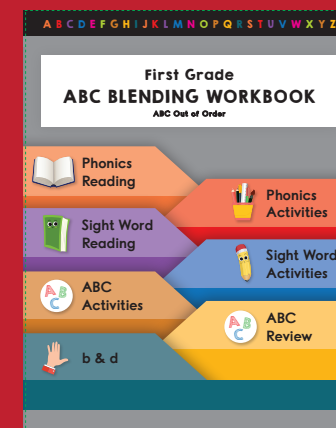 A B C D E F G H I J K L M N O P Q R S T U V W X Y Z
First Grade
ABC BLENDING WORKBOOK
ABC Out of Order
Phonics
Reading
Phonics
Activities
Sight Word
Reading
Sight Word
Activities
ABC
Activities
A B
C
A B
C
ABC
Review
b & d